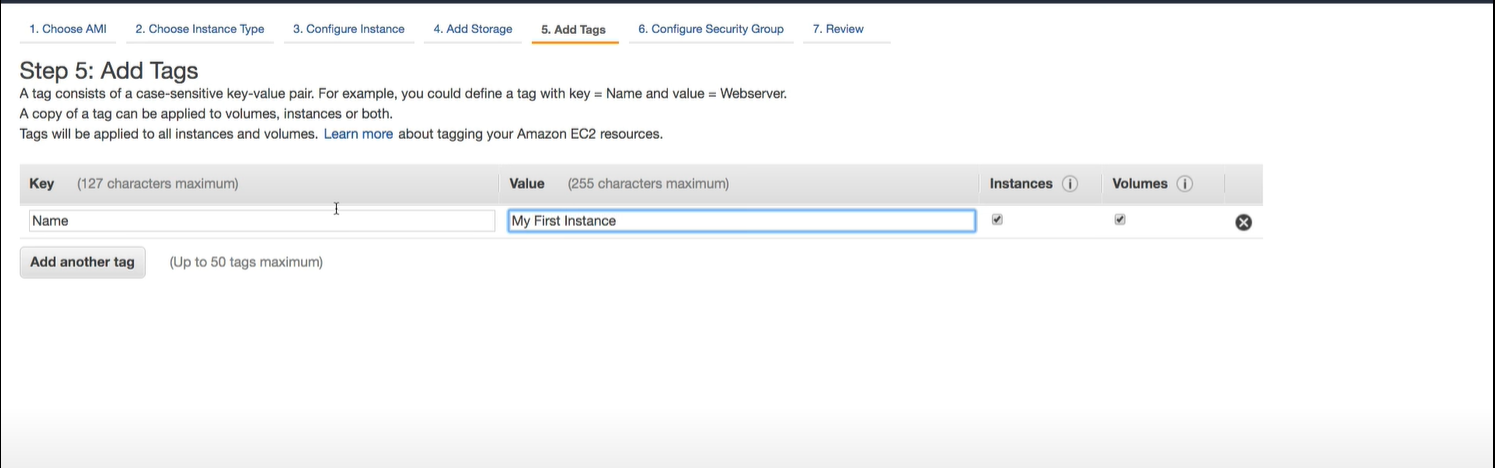 1. Choose AMI 2. Choose Instance Type 3. Configure Instance 4. Add Storage 5. Add Tags 6. Configure Security Group 7. Review
Step 5: Add Tags
A tag consists of a case-sensitive key-value pair. For example, you could define a tag with key = Name and value = Webserver.
A copy of a tag can be applied to volumes, instances or both.
Tags will be applied to all instances and volumes. Learn more about tagging your Amazon EC2 resources.
Key (127 characters maximum) Value (255 characters maximum) Instances i Volumes i
Name My First Instance
Add another tag (Up to 50 tags maximum)